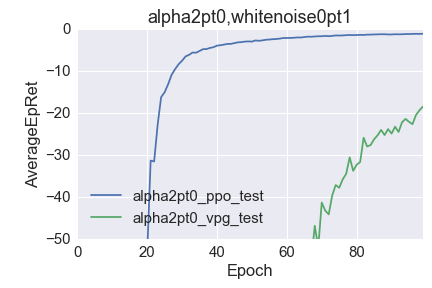 alpha2pt0,whitenoise0pt1
AverageEpRet
0
−10
−20
−30
−40
−50
alpha2pt0_ppo_test
alpha2pt0_vpg_test
0 20 40 60 80
Epoch